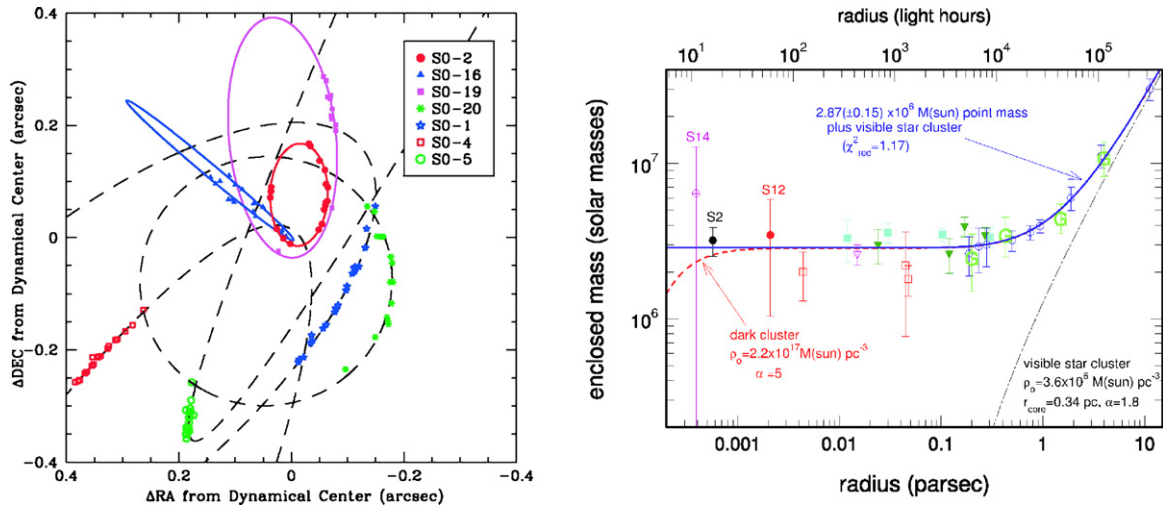 0.4
0.2
0
-0.2
-0.4
ΔDEC from Dynamical Center (arcsec)
0.4 0.2 0 -0.2 -0.4
ΔRA from Dynamical Center (arcsec)
S0-2
S0-16
S0-19
S0-20
S0-1
S0-4
S0-5
radius (light hours)
10¹ 10² 10³ 10⁴ 10⁵
enclosed mass (solar masses)
10⁷
10⁶
2.87(±0.15) x10⁶ M(sun) point mass
plus visible star cluster
(χ²red=1.17)
S14
S2
S12
G
G
G
G
dark cluster
ρₒ=2.2x10¹⁷M(sun) pc⁻³
α=5
visible star cluster
ρₒ=3.6x10⁶ M(sun) pc⁻³
rcore=0.34 pc, α=1.8
0.001 0.01 0.1 1 10
radius (parsec)